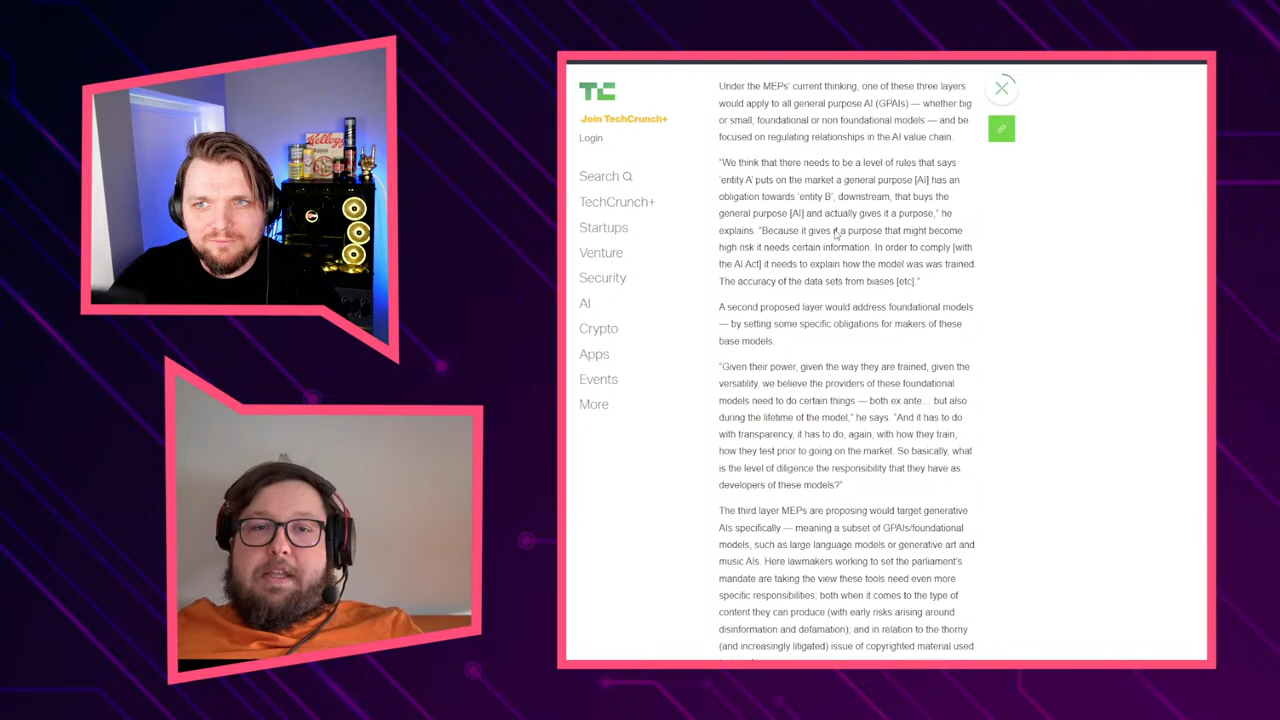 TC
Join TechCrunch+
Login
Search
TechCrunch+
Startups
Venture
Security
AI
Crypto
Apps
Events
More
Under the MEPs' current thinking, one of these three layers
would apply to all general purpose AI (GPAIs) — whether big
or small; foundational or non foundational models — and be
focused on regulating relationships in the AI value chain.
"We think that there needs to be a level of rules that says
'entity A' puts on the market a general purpose [AI] has an
obligation towards 'entity B', downstream, that buys the
general purpose [AI] and actually gives it a purpose," he
explains. "Because it gives it a purpose that might become
high risk it needs certain information. In order to comply [with
the AI Act] it needs to explain how the model was was trained.
The accuracy of the data sets from biases [etc]."
A second proposed layer would address foundational models
— by setting some specific obligations for makers of these
base models.
"Given their power, given the way they are trained, given the
versatility, we believe the providers of these foundational
models need to do certain things — both ex ante… but also
during the lifetime of the model," he says. "And it has to do
with transparency, it has to do, again, with how they train,
how they test prior to going on the market. So basically, what
is the level of diligence the responsibility that they have as
developers of these models?"
The third layer MEPs are proposing would target generative
AIs specifically — meaning a subset of GPAIs/foundational
models, such as large language models or generative art and
music AIs. Here lawmakers working to set the parliament's
mandate are taking the view these tools need even more
specific responsibilities; both when it comes to the type of
content they can produce (with early risks arising around
disinformation and defamation); and in relation to the thorny
(and increasingly litigated) issue of copyrighted material used
Kellogg's